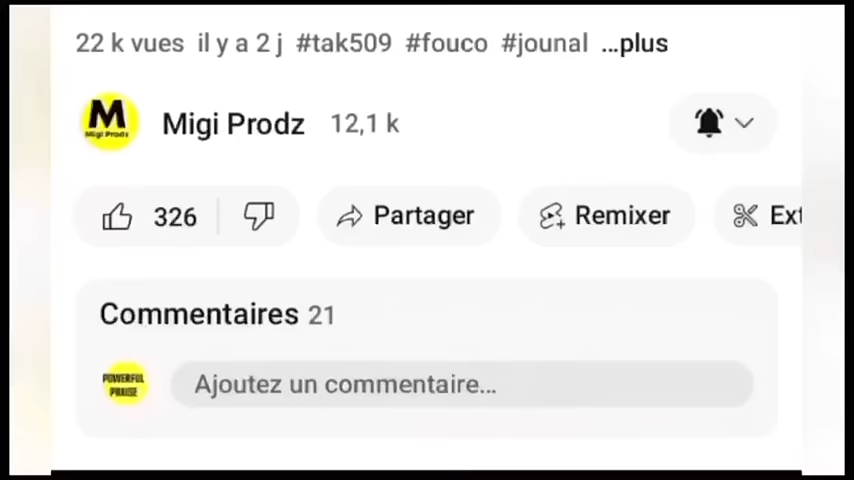 22 k vues il y a 2 j #tak509 #fouco #jounal ...plus
M
Migi Prodz
Migi Prodz 12,1 k
326 Partager Remixer Ext
Commentaires 21
POWERFUL
PRAISE
Ajoutez un commentaire...